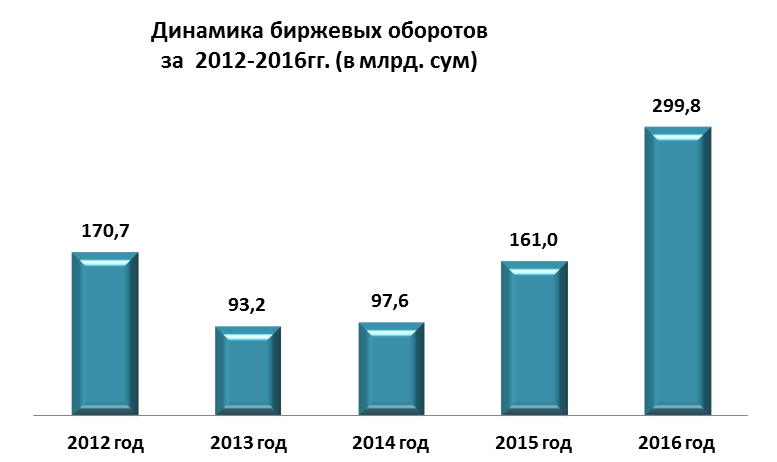 Динамика биржевых оборотов
за 2012-2016гг. (в млрд. сум)
299,8
170,7
161,0
93,2
97,6
2012 год
2013 год
2014 год
2015 год
2016 год